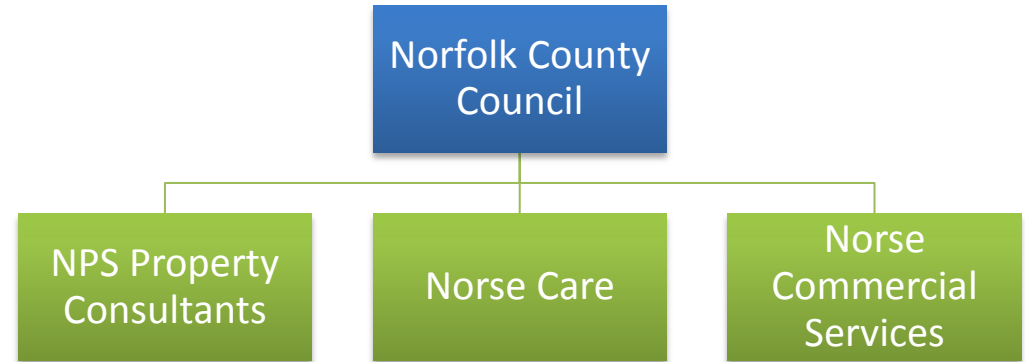 Norfolk County
Council
NPS Property
Consultants
Norse Care
Norse
Commercial
Services